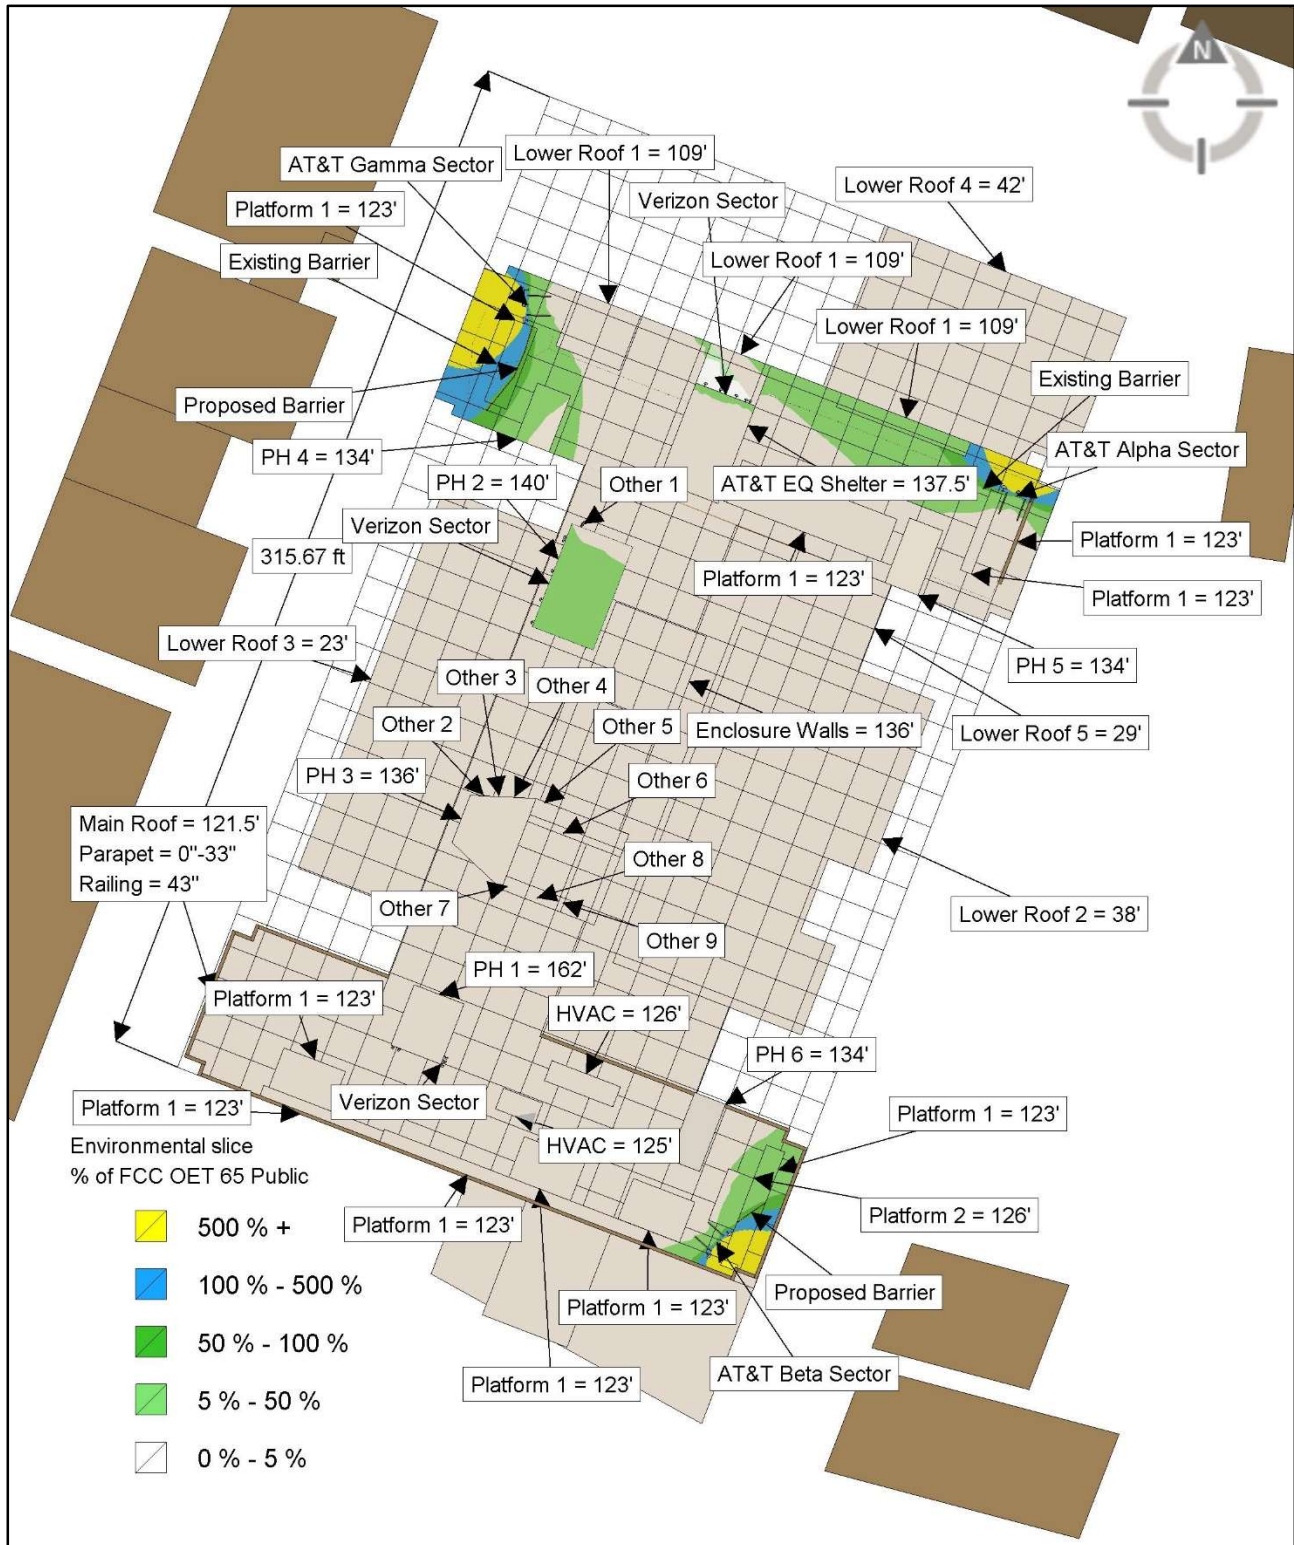 N
Lower Roof 1 = 109'
AT&T Gamma Sector
Lower Roof 4 = 42'
Verizon Sector
Platform 1 = 123'
Existing Barrier
Lower Roof 1 = 109'
Lower Roof 1 = 109'
Existing Barrier
Proposed Barrier
AT&T Alpha Sector
PH 4 = 134'
PH 2 = 140'
Other 1
AT&T EQ Shelter = 137.5'
Verizon Sector
315.67 ft
Platform 1 = 123'
Platform 1 = 123'
Platform 1 = 123'
Lower Roof 3 = 23'
PH 5 = 134'
Other 3
Other 4
Other 2
Other 5
Enclosure Walls = 136'
Lower Roof 5 = 29'
PH 3 = 136'
Other 6
Main Roof = 121.5'
Parapet = 0"-33"
Railing = 43"
Other 8
Other 7
Other 9
Lower Roof 2 = 38'
PH 1 = 162'
Platform 1 = 123'
HVAC = 126'
PH 6 = 134'
Platform 1 = 123'
Verizon Sector
Platform 1 = 123'
HVAC = 125'
Environmental slice
% of FCC OET 65 Public
Platform 1 = 123'
Platform 2 = 126'
500 % +
100 % - 500 %
Platform 1 = 123'
Proposed Barrier
50 % - 100 %
AT&T Beta Sector
Platform 1 = 123'
5 % - 50 %
0 % - 5 %